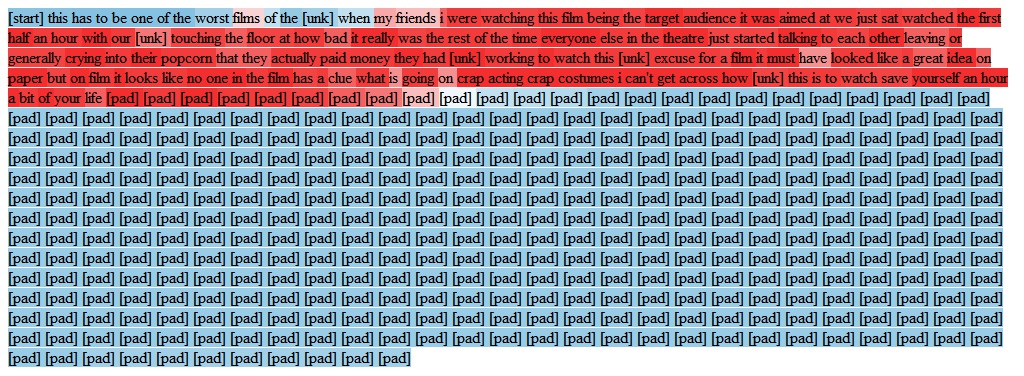 [start] this has to be one of the worst films of the [unk] when my friends i were watching this film being the target audience it was aimed at we just sat watched the first
half an hour with our [unk] touching the floor at how bad it really was the rest of the time everyone else in the theatre just started talking to each other leaving or
generally crying into their popcorn that they actually paid money they had [unk] working to watch this [unk] excuse for a film it must have looked like a great idea on
paper but on film it looks like no one in the film has a clue what is going on crap acting crap costumes i can't get across how [unk] this is to watch save yourself an hour
a bit of your life [pad] [pad] [pad] [pad] [pad] [pad] [pad] [pad] [pad] [pad] [pad] [pad] [pad] [pad] [pad] [pad] [pad] [pad] [pad] [pad] [pad] [pad] [pad] [pad]
[pad] [pad] [pad] [pad] [pad] [pad] [pad] [pad] [pad] [pad] [pad] [pad] [pad] [pad] [pad] [pad] [pad] [pad] [pad] [pad] [pad] [pad] [pad] [pad] [pad] [pad] [pad]
[pad] [pad] [pad] [pad] [pad] [pad] [pad] [pad] [pad] [pad] [pad] [pad] [pad] [pad] [pad] [pad] [pad] [pad] [pad] [pad] [pad] [pad] [pad] [pad] [pad] [pad] [pad]
[pad] [pad] [pad] [pad] [pad] [pad] [pad] [pad] [pad] [pad] [pad] [pad] [pad] [pad] [pad] [pad] [pad] [pad] [pad] [pad] [pad] [pad] [pad] [pad] [pad] [pad] [pad]
[pad] [pad] [pad] [pad] [pad] [pad] [pad] [pad] [pad] [pad] [pad] [pad] [pad] [pad] [pad] [pad] [pad] [pad] [pad] [pad] [pad] [pad] [pad] [pad] [pad] [pad] [pad]
[pad] [pad] [pad] [pad] [pad] [pad] [pad] [pad] [pad] [pad] [pad] [pad] [pad] [pad] [pad] [pad] [pad] [pad] [pad] [pad] [pad] [pad] [pad] [pad] [pad] [pad] [pad]
[pad] [pad] [pad] [pad] [pad] [pad] [pad] [pad] [pad] [pad] [pad] [pad] [pad] [pad] [pad] [pad] [pad] [pad] [pad] [pad] [pad] [pad] [pad] [pad] [pad] [pad] [pad]
[pad] [pad] [pad] [pad] [pad] [pad] [pad] [pad] [pad] [pad] [pad] [pad] [pad] [pad] [pad] [pad] [pad] [pad] [pad] [pad] [pad] [pad] [pad] [pad] [pad] [pad] [pad]
[pad] [pad] [pad] [pad] [pad] [pad] [pad] [pad] [pad] [pad] [pad] [pad] [pad] [pad] [pad] [pad] [pad] [pad] [pad] [pad] [pad] [pad] [pad] [pad] [pad] [pad] [pad]
[pad] [pad] [pad] [pad] [pad] [pad] [pad] [pad] [pad] [pad] [pad] [pad] [pad] [pad] [pad] [pad] [pad] [pad] [pad] [pad] [pad] [pad] [pad] [pad] [pad] [pad] [pad]
[pad] [pad] [pad] [pad] [pad] [pad] [pad] [pad] [pad] [pad] [pad] [pad] [pad] [pad] [pad] [pad] [pad] [pad] [pad] [pad] [pad] [pad] [pad] [pad] [pad] [pad] [pad]
[pad] [pad] [pad] [pad] [pad] [pad] [pad] [pad] [pad] [pad] [pad] [pad] [pad] [pad] [pad] [pad] [pad] [pad] [pad] [pad] [pad] [pad] [pad] [pad] [pad] [pad] [pad]
[pad] [pad] [pad] [pad] [pad] [pad] [pad] [pad] [pad] [pad] [pad] [pad] [pad] [pad] [pad] [pad] [pad] [pad] [pad] [pad] [pad] [pad] [pad] [pad] [pad] [pad] [pad]
[pad] [pad] [pad] [pad] [pad] [pad] [pad] [pad] [pad] [pad] [pad]